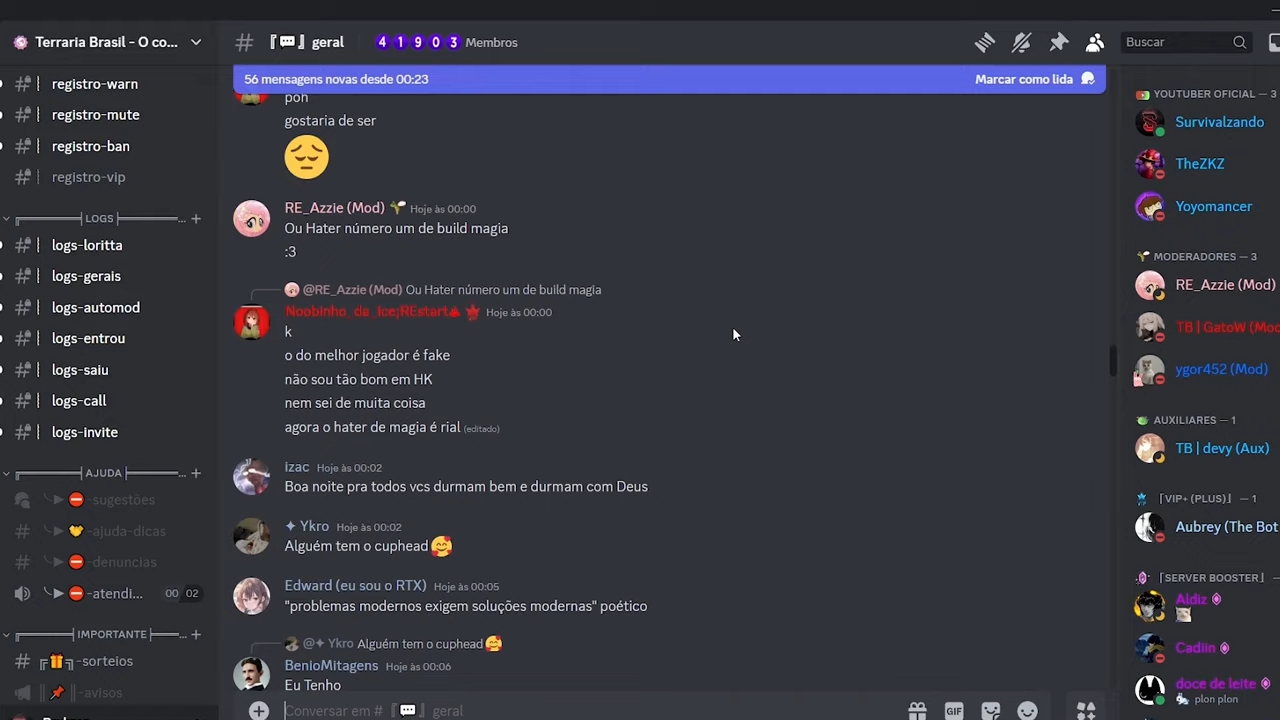 Terraria Brasil - O co...
『💬』geral
41903 Membros
Buscar
56 mensagens novas desde 00:23
Marcar como lida
registro-warn
registro-mute
registro-ban
registro-vip
LOGS
logs-loritta
logs-gerais
logs-automod
logs-entrou
logs-saiu
logs-call
logs-invite
AJUDA
-sugestões
-ajuda-dicas
-denuncias
-atendi...
00 02
IMPORTANTE
-sorteios
-avisos
poh
gostaria de ser
RE_Azzie (Mod) Hoje às 00:00
Ou Hater número um de build magia
:3
@RE_Azzie (Mod) Ou Hater número um de build magia
Noobinho_da_Ice¡REstart Hoje às 00:00
k
o do melhor jogador é fake
não sou tão bom em HK
nem sei de muita coisa
agora o hater de magia é rial (editado)
Izac Hoje às 00:02
Boa noite pra todos vcs durmam bem e durmam com Deus
✦ Ykro Hoje às 00:02
Alguém tem o cuphead 🥰
Edward (eu sou o RTX) Hoje às 00:05
"problemas modernos exigem soluções modernas" poético
@✦ Ykro Alguém tem o cuphead 🥰
BenioMitagens Hoje às 00:06
Eu Tenho
Conversar em #『💬』geral
GIF
YOUTUBER OFICIAL — 3
Survivalzando
TheZKZ
Yoyomancer
MODERADORES — 3
RE_Azzie (Mod)
TB | GatoW (Moc
ygor452 (Mod)
AUXILIARES — 1
TB | devy (Aux)
「VIP+ (PLUS)」 — 1
Aubrey (The Bot
「SERVER BOOSTER」
Aldiz
Cadiin
doce de leite
plon plon